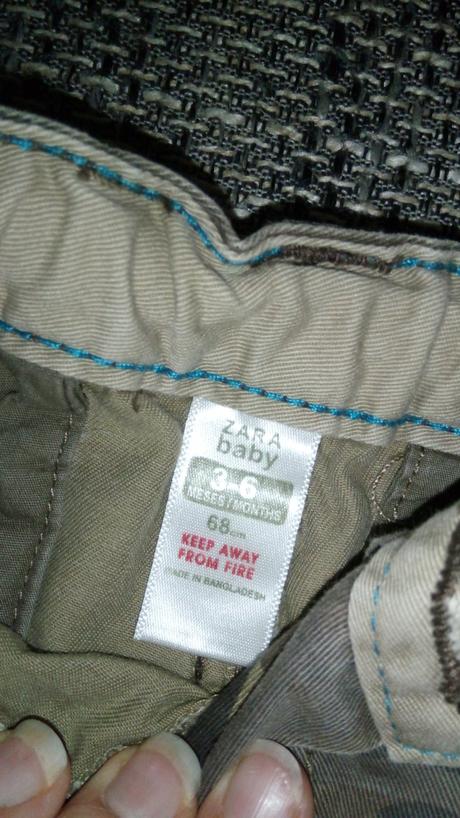 ZARA
baby
3-6
MESES/MONTHS
68cm
KEEP AWAY
FROM FIRE
MADE IN BANGLADESH